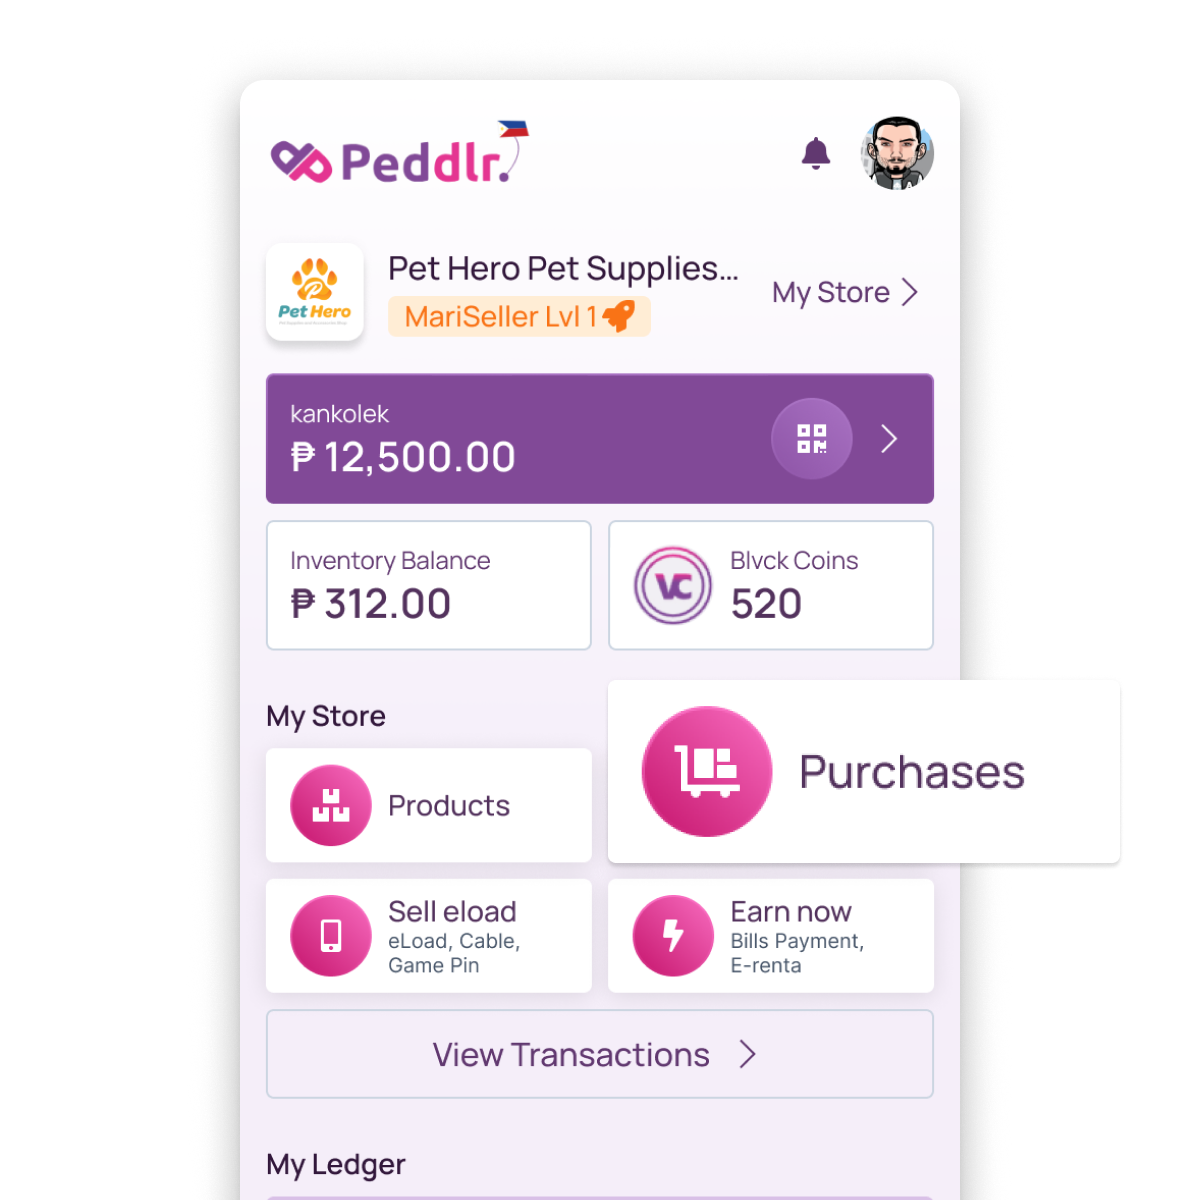 Peddlr.
Pet Hero Pet Supplies...
Pet Hero
MariSeller Lvl 1
My Store
kankolek
₱ 12,500.00
Inventory Balance
₱ 312.00
VC
Blvck Coins
520
My Store
Products
Purchases
Sell eload
eLoad, Cable,
Game Pin
Earn now
Bills Payment,
E-renta
View Transactions
My Ledger